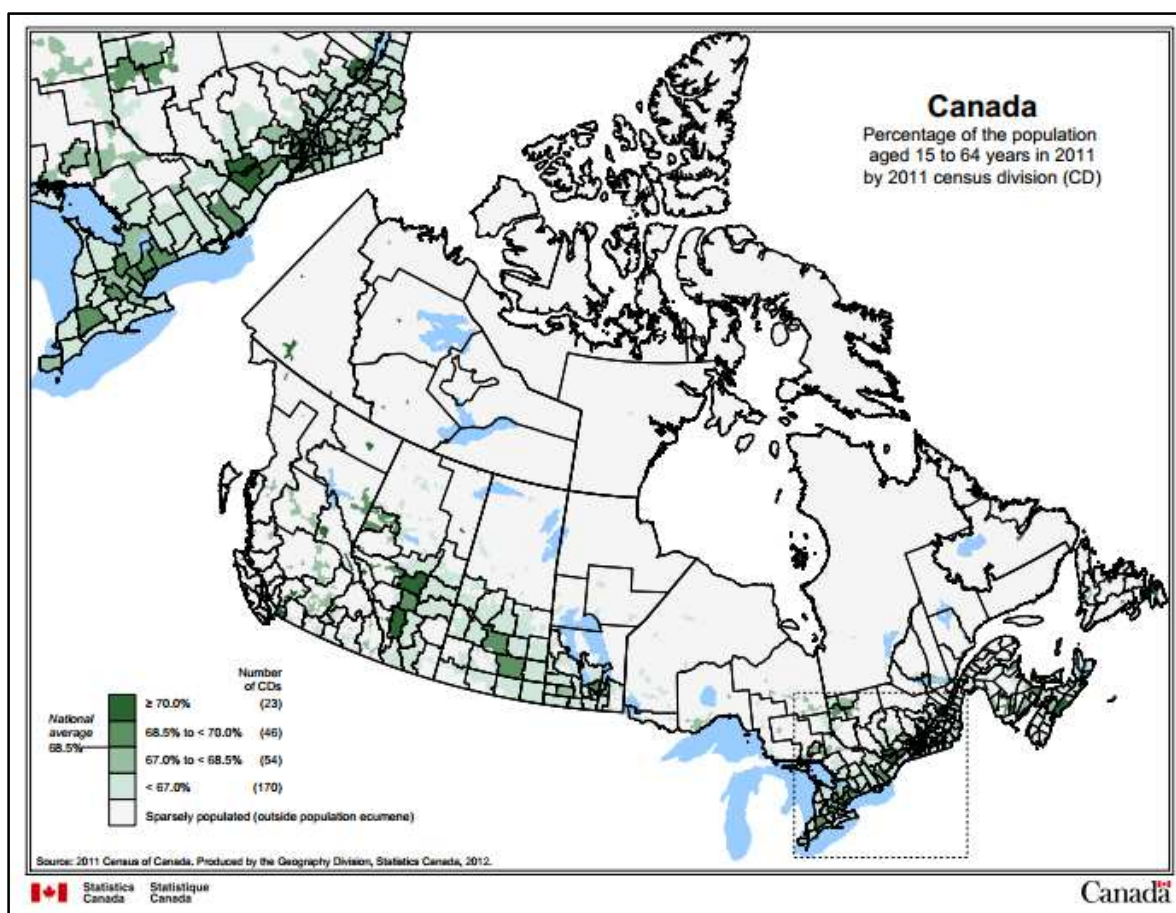 Canada
Percentage of the population
aged 15 to 64 years in 2011
by 2011 census division (CD)
Number
of CDs
≥ 70.0% (23)
National
average
68.5%
68.5% to < 70.0% (46)
67.0% to < 68.5% (54)
< 67.0% (170)
Sparsely populated (outside population ecumene)
Source: 2011 Census of Canada. Produced by the Geography Division, Statistics Canada, 2012.
Statistics Statistique
Canada Canada
Canada